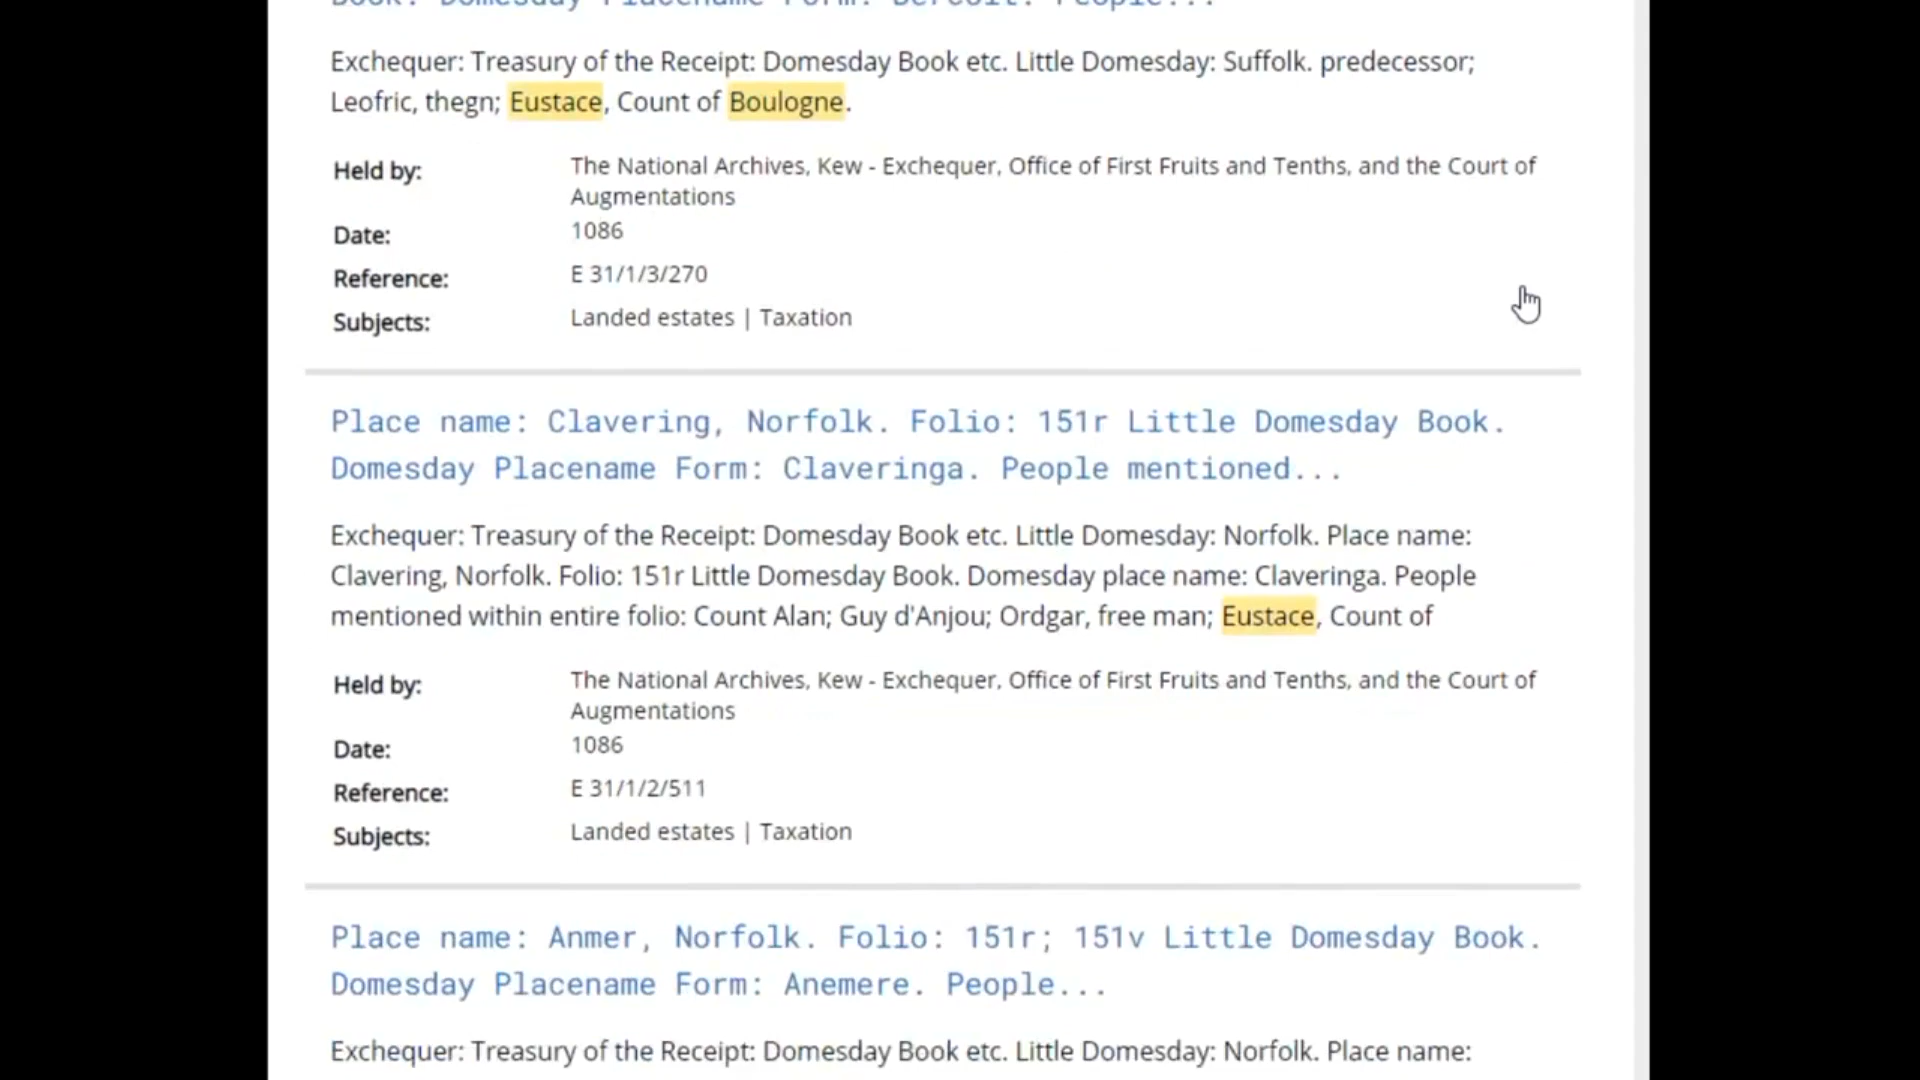 Book. Domesday Placename Form: Bercolt. People...
Exchequer: Treasury of the Receipt: Domesday Book etc. Little Domesday: Suffolk. predecessor;
Leofric, thegn; Eustace, Count of Boulogne.
Held by: The National Archives, Kew - Exchequer, Office of First Fruits and Tenths, and the Court of
Augmentations
Date: 1086
Reference: E 31/1/3/270
Subjects: Landed estates | Taxation
Place name: Clavering, Norfolk. Folio: 151r Little Domesday Book.
Domesday Placename Form: Claveringa. People mentioned...
Exchequer: Treasury of the Receipt: Domesday Book etc. Little Domesday: Norfolk. Place name:
Clavering, Norfolk. Folio: 151r Little Domesday Book. Domesday place name: Claveringa. People
mentioned within entire folio: Count Alan; Guy d'Anjou; Ordgar, free man; Eustace, Count of
Held by: The National Archives, Kew - Exchequer, Office of First Fruits and Tenths, and the Court of
Augmentations
Date: 1086
Reference: E 31/1/2/511
Subjects: Landed estates | Taxation
Place name: Anmer, Norfolk. Folio: 151r; 151v Little Domesday Book.
Domesday Placename Form: Anemere. People...
Exchequer: Treasury of the Receipt: Domesday Book etc. Little Domesday: Norfolk. Place name: